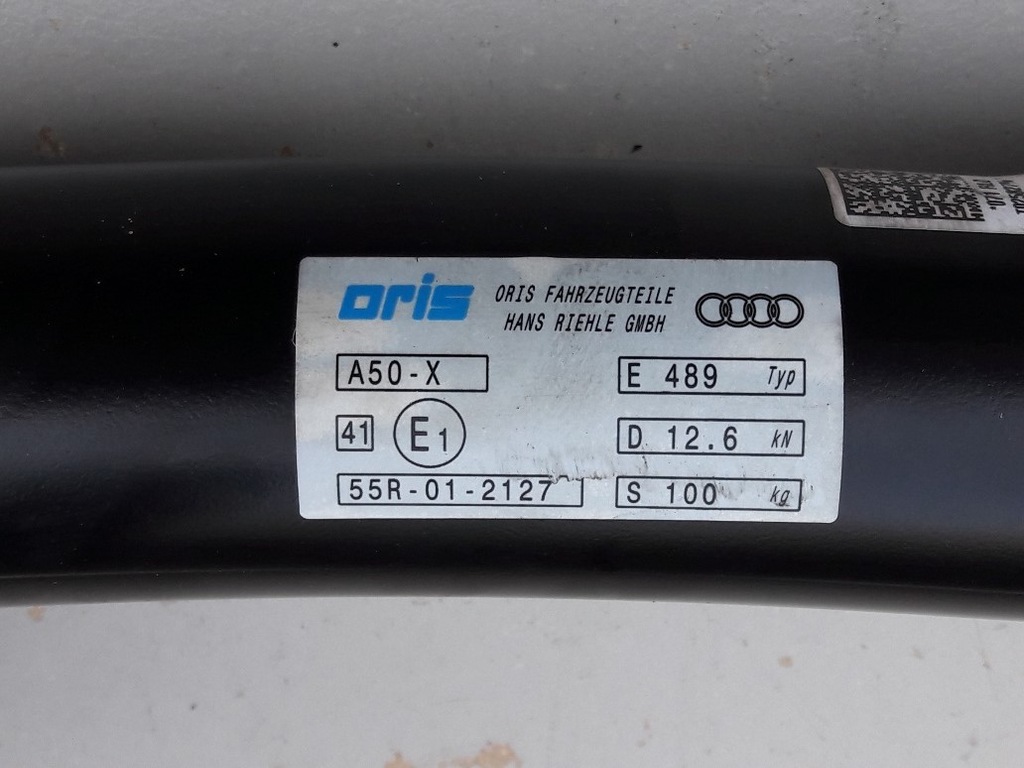 oris
ORIS FAHRZEUGTEILE
HANS RIEHLE GMBH
A50-X
E 489 Typ
41 E1
D 12.6 kN
55R-01-2127
S 100 kg